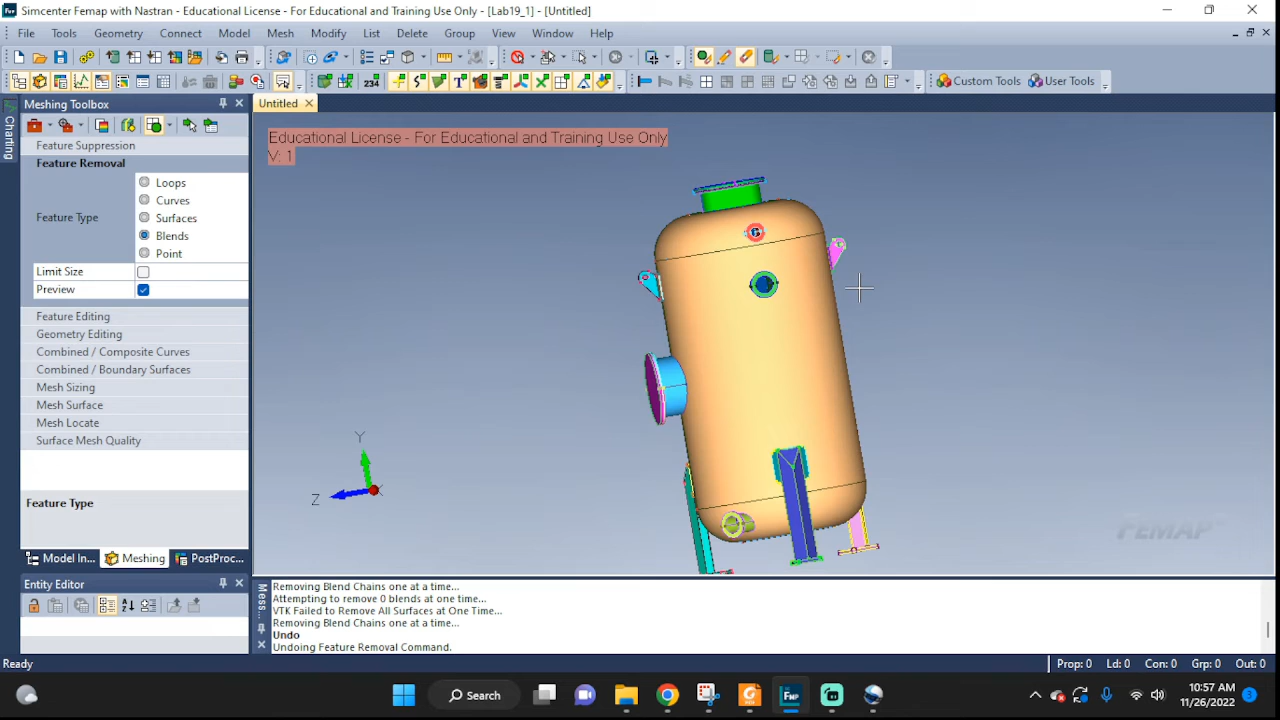 Simcenter Femap with Nastran - Educational License - For Educational and Training Use Only - [Lab19_1] - [Untitled]
File Tools Geometry Connect Model Mesh Modify List Delete Group View Window Help
234
T
Custom Tools User Tools
Meshing Toolbox
Untitled
Charting
Educational License - For Educational and Training Use Only
V: 1
Feature Suppression
Feature Removal
Feature Type
Loops
Curves
Surfaces
Blends
Point
Limit Size
Preview
Feature Editing
Geometry Editing
Combined / Composite Curves
Combined / Boundary Surfaces
Mesh Sizing
Mesh Surface
Mesh Locate
Surface Mesh Quality
Y
Z
X
Feature Type
FEMAP
Model In... Meshing PostProc...
Entity Editor
Mess...
Removing Blend Chains one at a time...
Attempting to remove 0 blends at one time...
VTK Failed to Remove All Surfaces at One Time...
Removing Blend Chains one at a time...
Undo
Undoing Feature Removal Command.
Ready
Prop: 0 Ld: 0 Con: 0 Grp: 0 Out: 0
Search
FMP
10:57 AM
11/26/2022
3